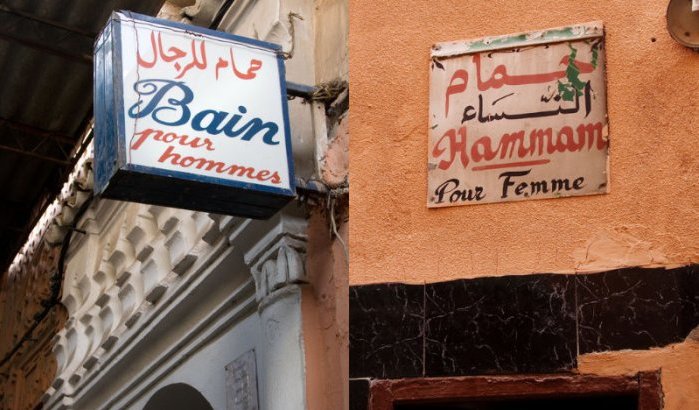 حمام للرجال
Bain
pour
hommes
حمام
النساء
Hammam
Pour Femme